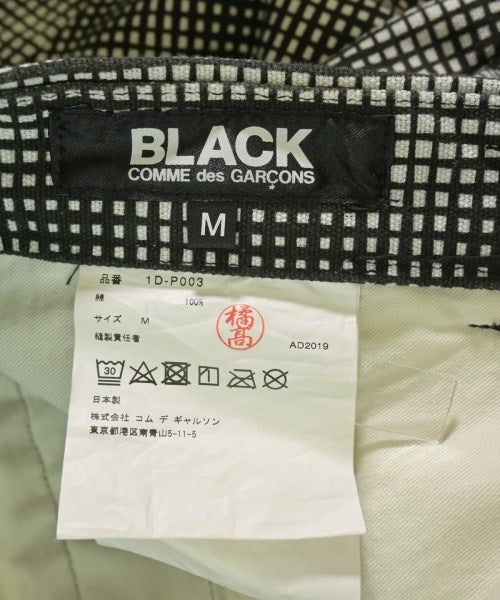 BLACK
COMME des GARÇONS
M
品番 1D-P003
綿 100%
サイズ M
縫製責任者
橘高
AD2019
30
日本製
株式会社 コム デ ギャルソン
東京都港区南青山5-11-5